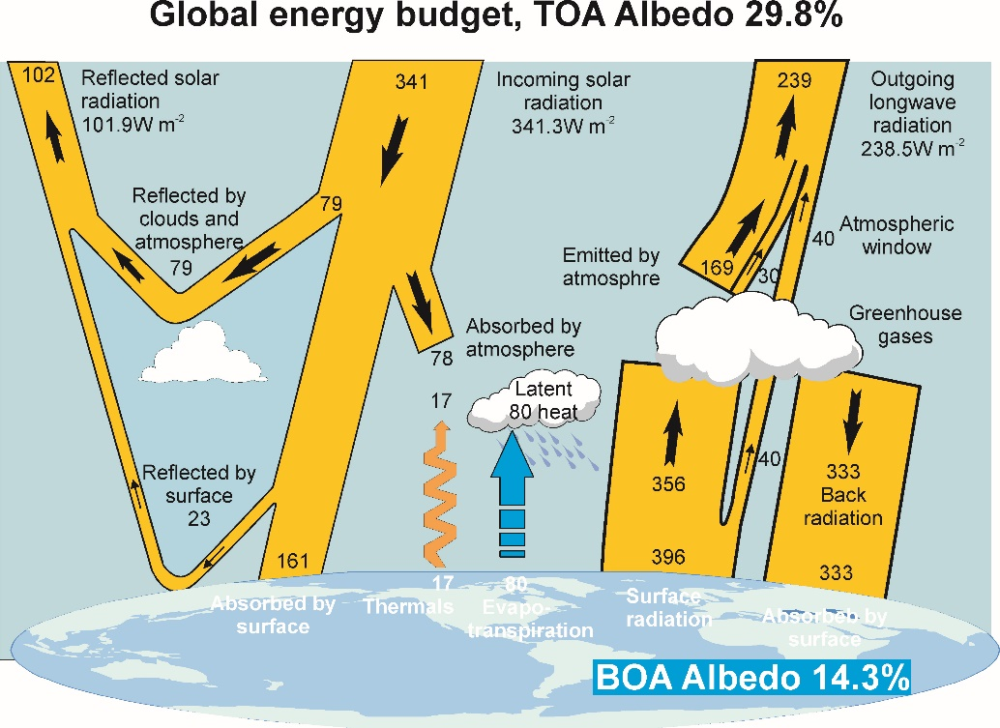 Global energy budget, TOA Albedo 29.8%
102
Reflected solar
radiation
101.9W m-2
341
Incoming solar
radiation
341.3W m-2
239
Outgoing
longwave
radiation
238.5W m-2
Reflected by
clouds and
atmosphere
79
79
Emitted by
atmosphre
169
30
40
Atmospheric
window
Greenhouse
gases
Absorbed by
atmosphere
78
17
Latent
80 heat
356
40
333
Back
radiation
Reflected by
surface
23
161
396
333
Absorbed by
surface
17
Thermals
80
Evapo-
transpiration
Surface
radiation
Absorbeb by
surface
BOA Albedo 14.3%